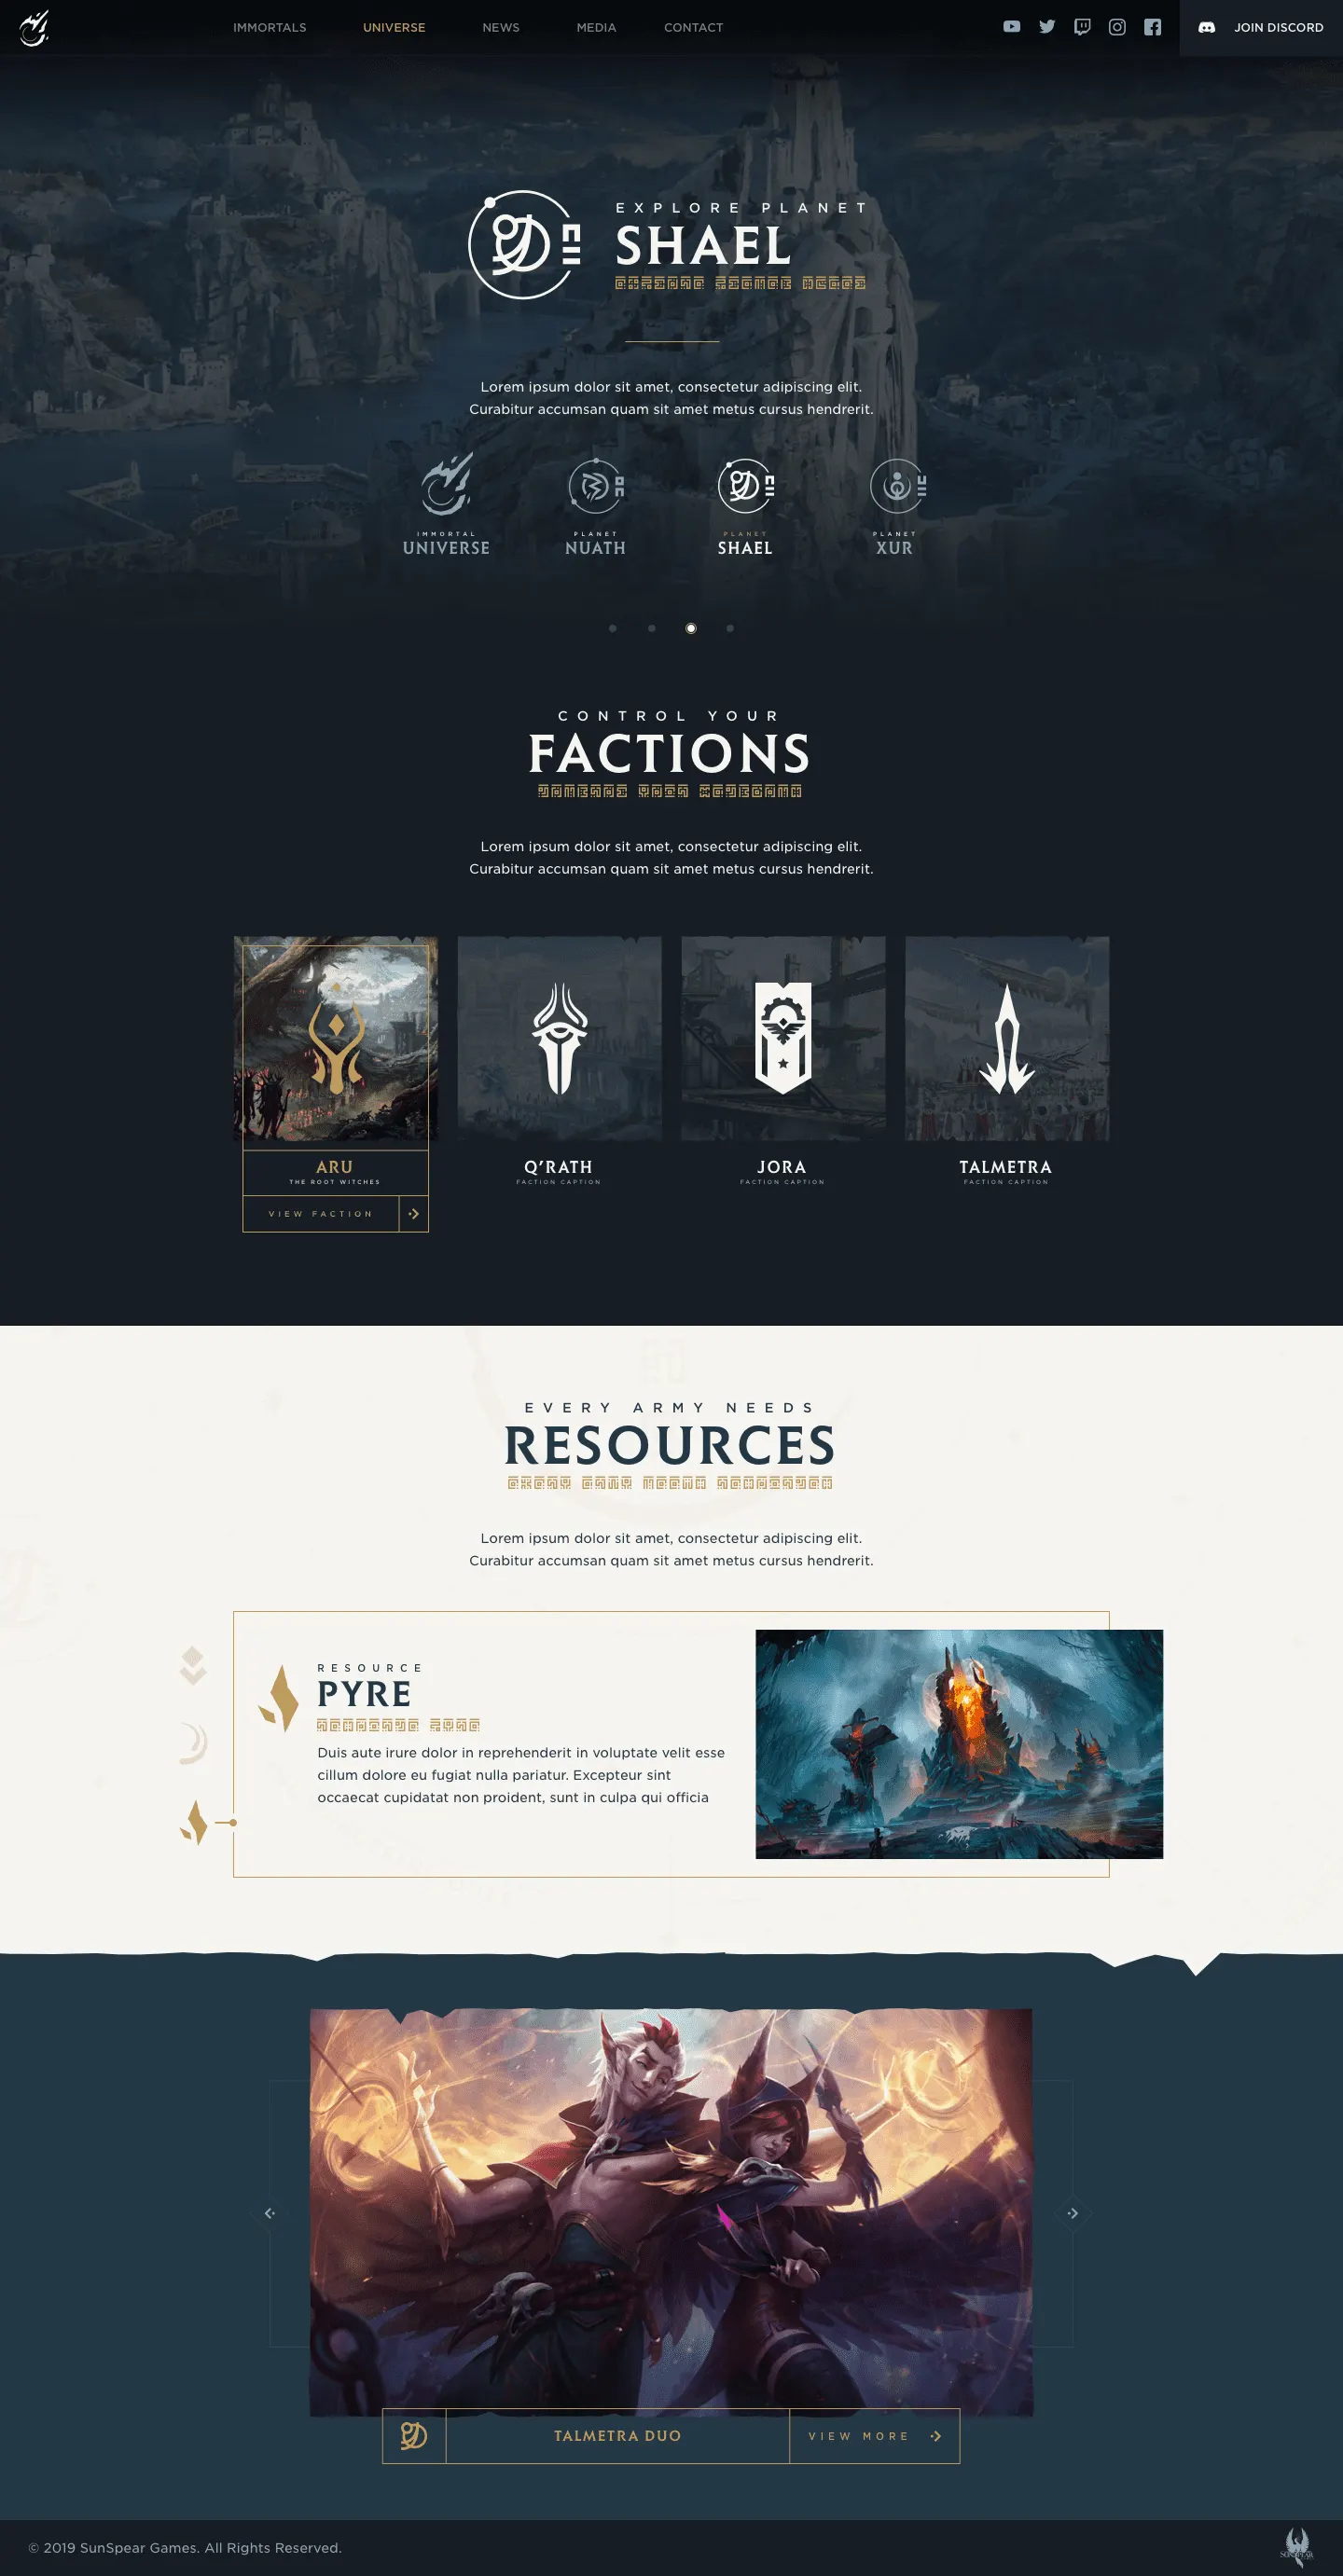 IMMORTALS
UNIVERSE
NEWS
MEDIA
CONTACT
JOIN DISCORD
EXPLORE PLANET
SHAEL
Lorem ipsum dolor sit amet, consectetur adipiscing elit.
Curabitur accumsan quam sit amet metus cursus hendrerit.
IMMORTAL
UNIVERSE
PLANET
NUATH
PLANET
SHAEL
PLANET
XUR
CONTROL YOUR
FACTIONS
Lorem ipsum dolor sit amet, consectetur adipiscing elit.
Curabitur accumsan quam sit amet metus cursus hendrerit.
ARU
THE ROOT WITCHES
VIEW FACTION
Q’RATH
FACTION CAPTION
JORA
FACTION CAPTION
TALMETRA
FACTION CAPTION
EVERY ARMY NEEDS
RESOURCES
Lorem ipsum dolor sit amet, consectetur adipiscing elit.
Curabitur accumsan quam sit amet metus cursus hendrerit.
RESOURCE
PYRE
Duis aute irure dolor in reprehenderit in voluptate velit esse
cillum dolore eu fugiat nulla pariatur. Excepteur sint
occaecat cupidatat non proident, sunt in culpa qui officia
TALMETRA DUO
VIEW MORE
© 2019 SunSpear Games. All Rights Reserved.
SUNSPEAR